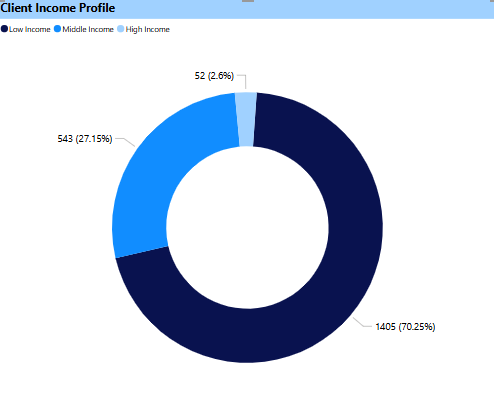 Client Income Profile
Low Income Middle Income High Income
52 (2.6%)
543 (27.15%)
1405 (70.25%)